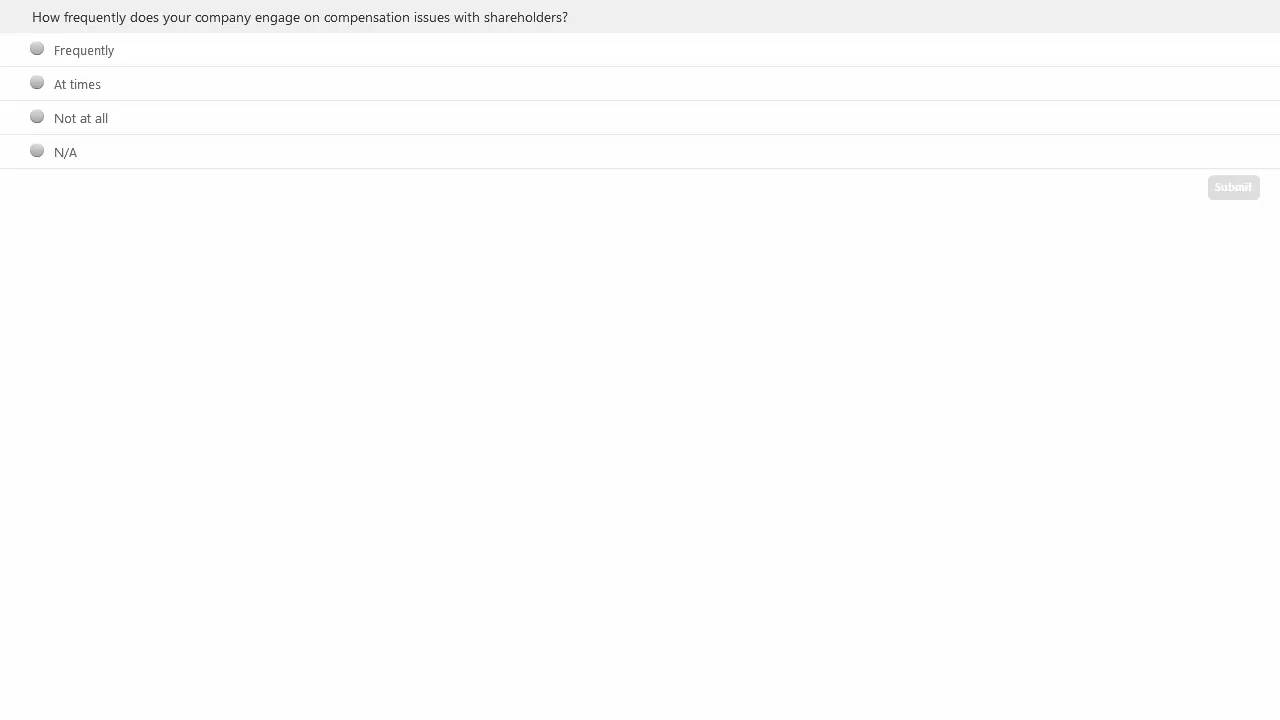 How frequently does your company engage on compensation issues with shareholders?
Frequently
At times
Not at all
N/A
Submit